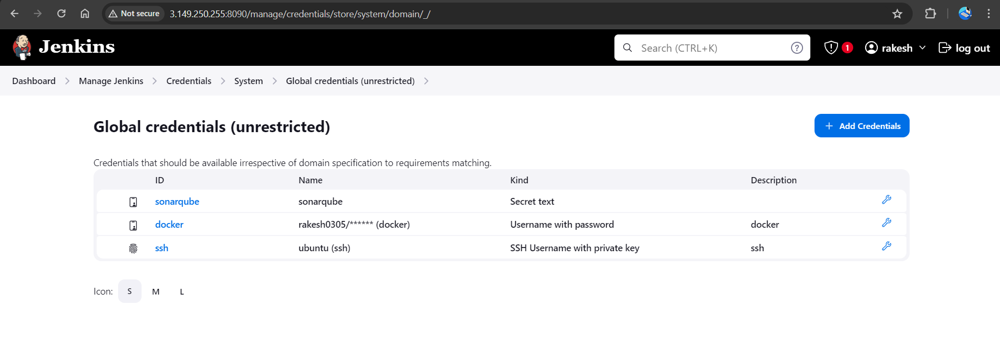 Not secure 3.149.250.255:8090/manage/credentials/store/system/domain/_/
Jenkins Search (CTRL+K) ? 1 rakesh log out
Dashboard Manage Jenkins Credentials System Global credentials (unrestricted)
Global credentials (unrestricted) + Add Credentials
Credentials that should be available irrespective of domain specification to requirements matching.
ID Name Kind Description
sonarqube sonarqube Secret text
docker rakesh0305/****** (docker) Username with password docker
ssh ubuntu (ssh) SSH Username with private key ssh
Icon: S M L